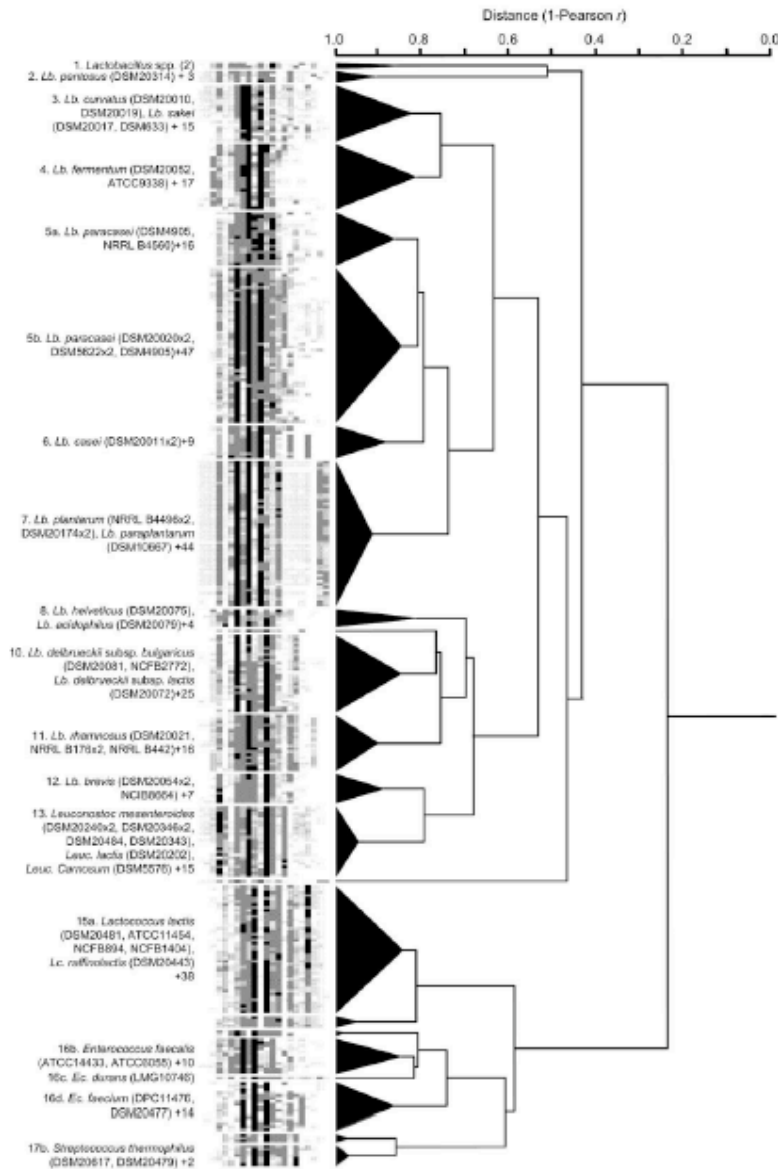 Distance (1-Pearson r)
1.0 0.8 0.6 0.4 0.2 0.0
1. Lactobacillus spp. (2)
2. Lb. pentosus (DSM20314) + 3
3. Lb. curvatus (DSM20010,
DSM20019), Lb. sakei
(DSM20017, DSM633) + 15
4. Lb. fermentum (DSM20052,
ATCC9338) + 17
5a. Lb. paracasei (DSM4905,
NRRL B4560)+16
5b. Lb. paracasei (DSM20020x2,
DSM5622x2, DSM4905)+47
6. Lb. casei (DSM20011x2)+9
7. Lb. plantarum (NRRL B4496x2,
DSM20174x2), Lb. paraplantarum
(DSM10667) +44
8. Lb. helveticus (DSM20075),
Lb. acidophilus (DSM20079)+4
10. Lb. delbrueckii subsp. bulgaricus
(DSM20081, NCFB2772),
Lb. delbrueckii subsp. lactis
(DSM20072)+25
11. Lb. rhamnosus (DSM20021,
NRRL B176x2, NRRL B442)+16
12. Lb. brevis (DSM20054x2,
NCIB8664) +7
13. Leuconostoc mesenteroides
(DSM20240x2, DSM20346x2,
DSM20484, DSM20343),
Leuc. lactis (DSM20202),
Leuc. Carnosum (DSM5576) +15
15a. Lactococcus lactis
(DSM20481, ATCC11454,
NCFB894, NCFB1404),
Lc. raffinolactis (DSM20443)
+38
16b. Enterococcus faecalis
(ATCC14433, ATCC6055) +10
16c. Ec. durans (LMG10746)
16d. Ec. faecium (DPC11476,
DSM20477) +14
17b. Streptococcus thermophilus
(DSM20617, DSM20479) +2